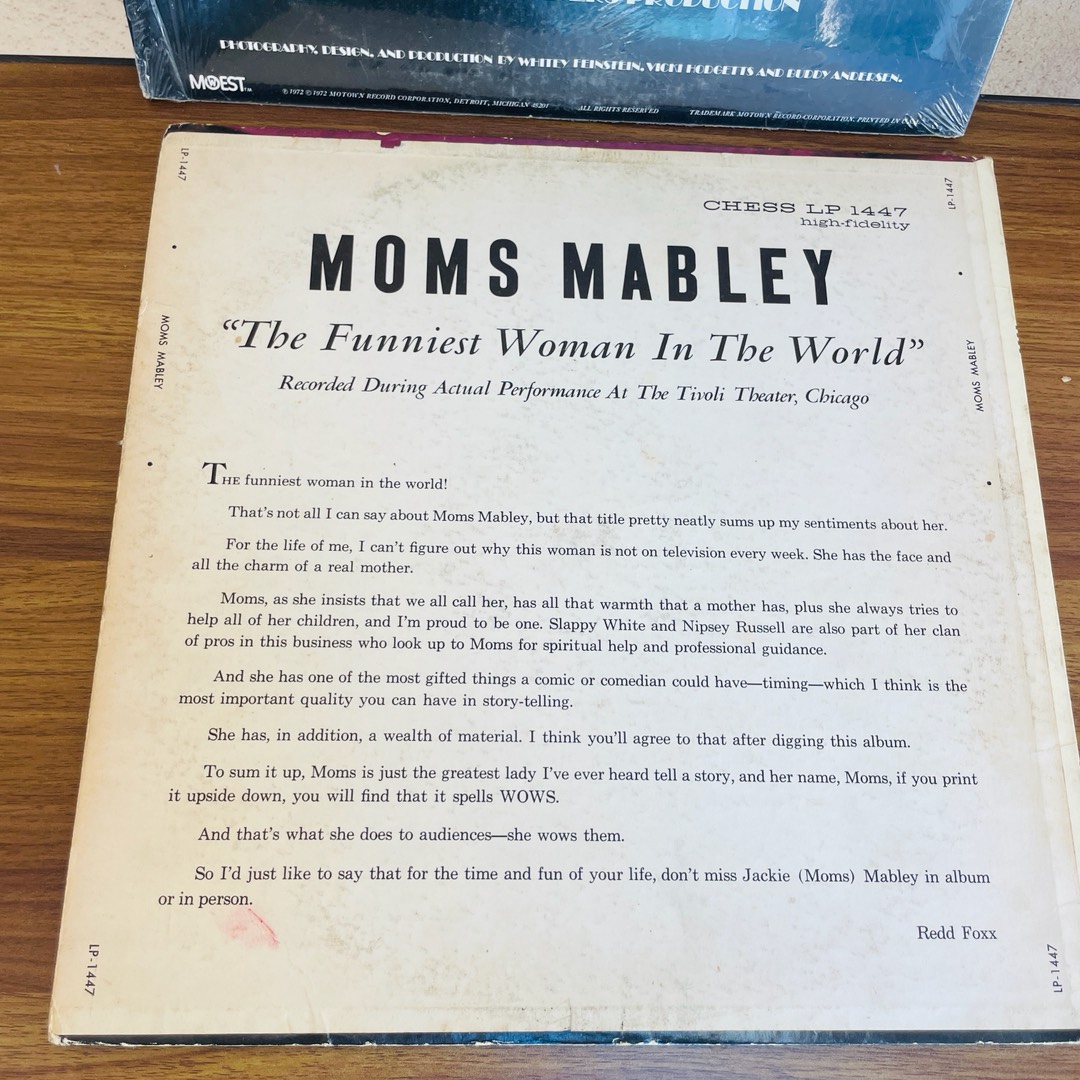 PRODUCTION
PHOTOGRAPHY, DESIGN, AND PRODUCTION BY WHITEY FEINSTEIN, VICKI HODGETTS AND BUDDY ANDERSEN.
MOWEST TM
℗ 1972 © 1972 MOTOWN RECORD CORPORATION, DETROIT, MICHIGAN 48201 ALL RIGHTS RESERVED TRADEMARK MOTOWN RECORD CORPORATION. PRINTED IN
LP-1447
LP-1447
CHESS LP 1447
high-fidelity
MOMS MABLEY
“The Funniest Woman In The World”
Recorded During Actual Performance At The Tivoli Theater, Chicago
MOMS MABLEY
MOMS MABLEY
THE funniest woman in the world!
That's not all I can say about Moms Mabley, but that title pretty neatly sums up my sentiments about her.
For the life of me, I can't figure out why this woman is not on television every week. She has the face and
all the charm of a real mother.
Moms, as she insists that we all call her, has all that warmth that a mother has, plus she always tries to
help all of her children, and I'm proud to be one. Slappy White and Nipsey Russell are also part of her clan
of pros in this business who look up to Moms for spiritual help and professional guidance.
And she has one of the most gifted things a comic or comedian could have—timing—which I think is the
most important quality you can have in story-telling.
She has, in addition, a wealth of material. I think you'll agree to that after digging this album.
To sum it up, Moms is just the greatest lady I've ever heard tell a story, and her name, Moms, if you print
it upside down, you will find that it spells WOWS.
And that's what she does to audiences—she wows them.
So I'd just like to say that for the time and fun of your life, don't miss Jackie (Moms) Mabley in album
or in person.
Redd Foxx
LP-1447
LP-1447